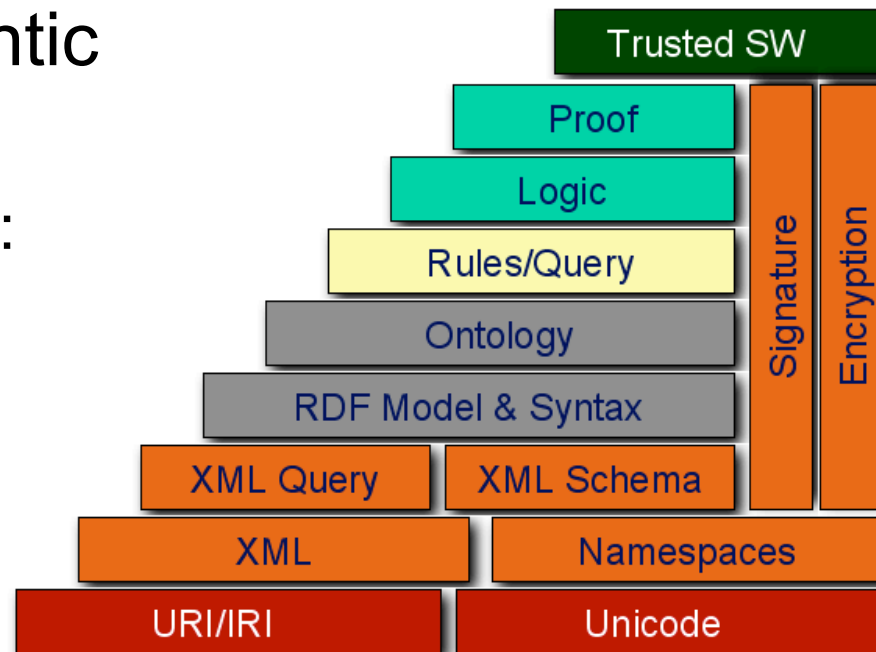 ntic
Trusted SW
Proof
:
Logic
Rules/Query
Signature
Encryption
Ontology
RDF Model & Syntax
XML Query XML Schema
XML Namespaces
URI/IRI Unicode